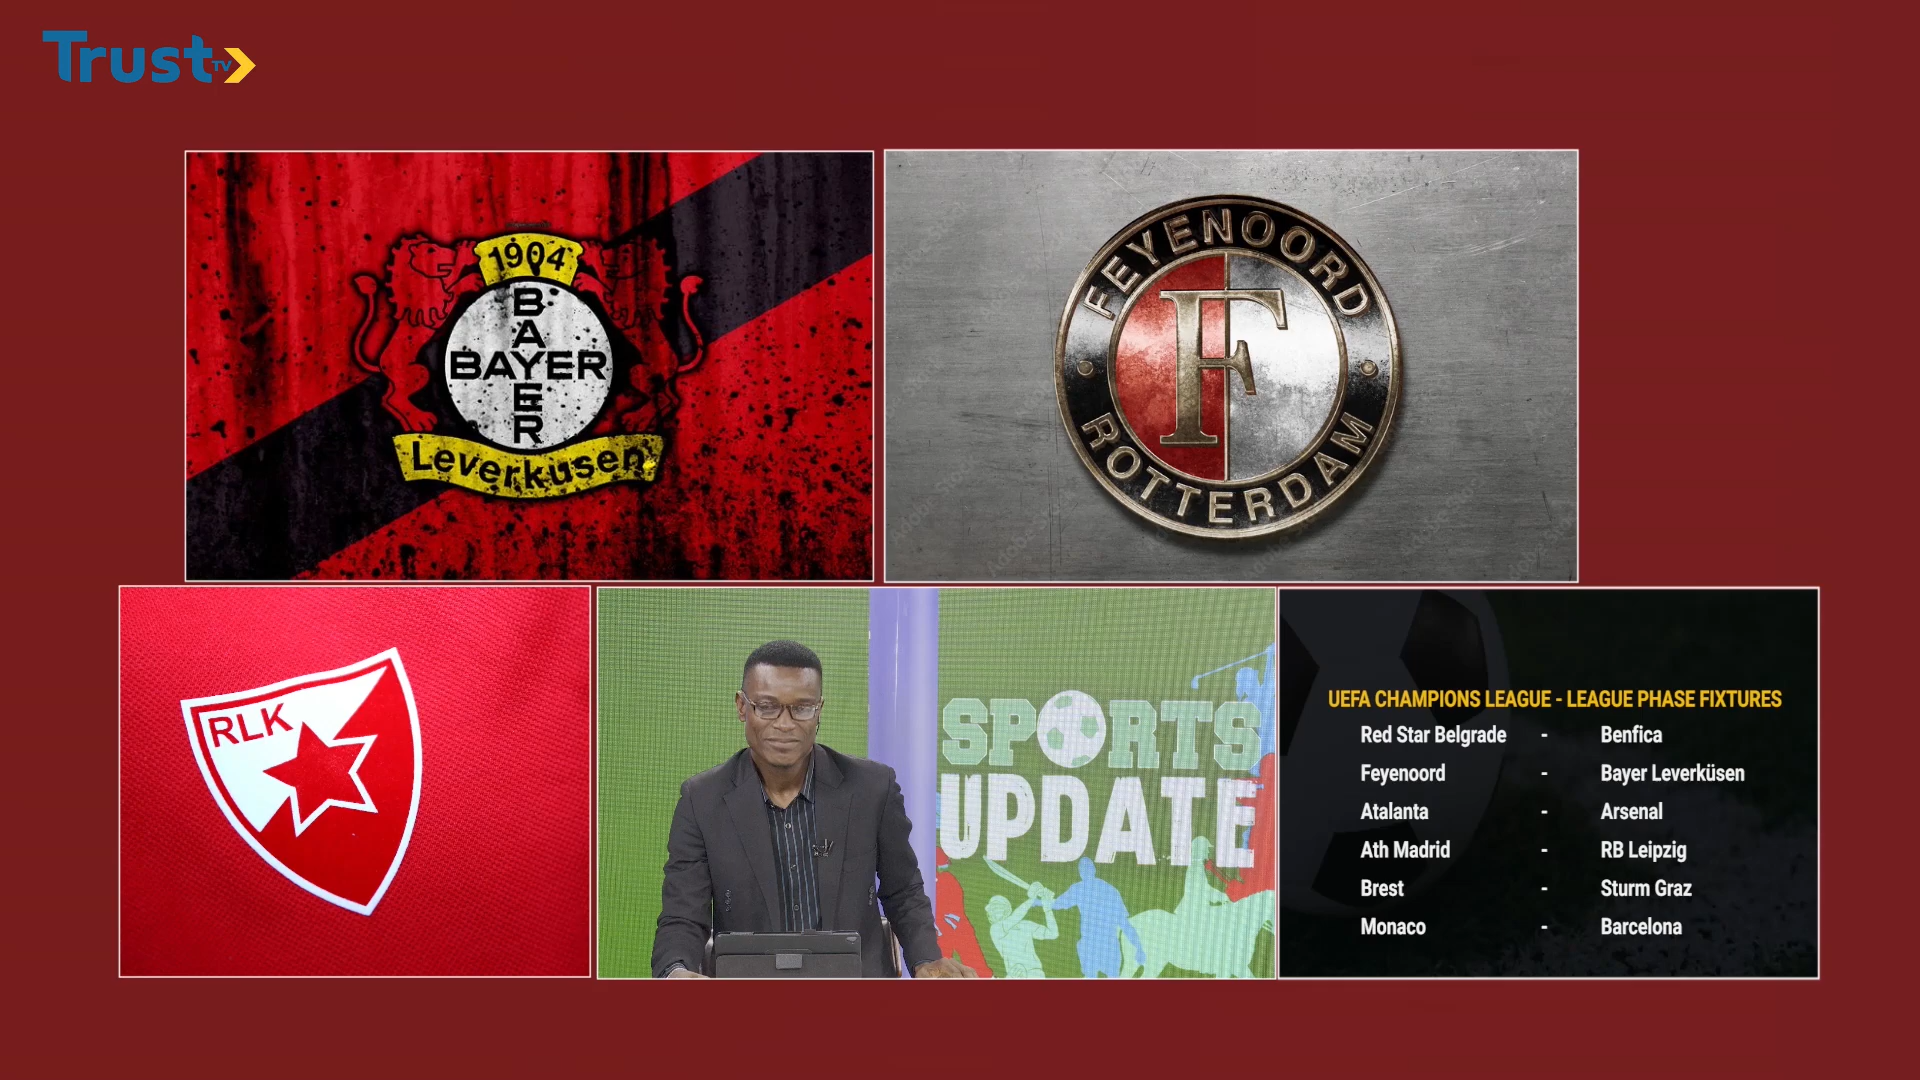 Trust TV
1904
BAYER
BAYER
Leverkusen
FEYENOORD
F
ROTTERDAM
RLK
SPORTS
UPDATE
UEFA CHAMPIONS LEAGUE - LEAGUE PHASE FIXTURES
Red Star Belgrade - Benfica
Feyenoord - Bayer Leverküsen
Atalanta - Arsenal
Ath Madrid - RB Leipzig
Brest - Sturm Graz
Monaco - Barcelona